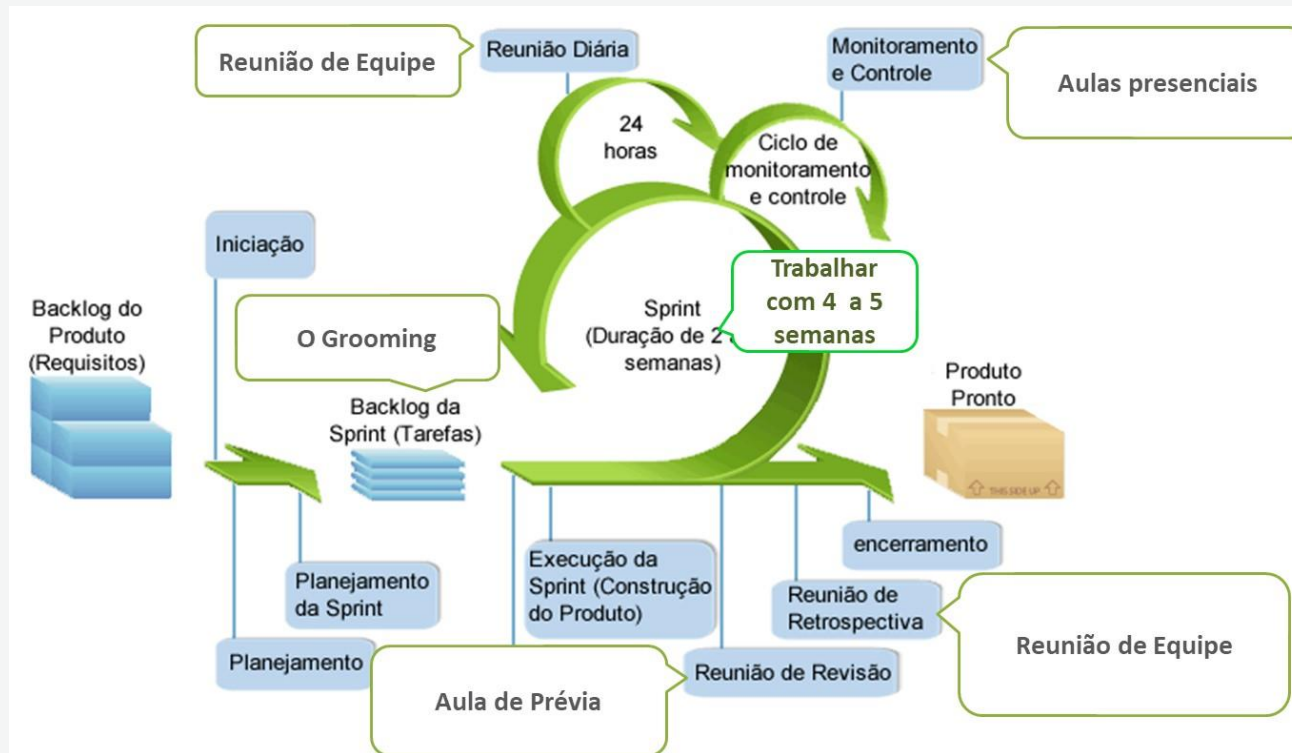 Reunião de Equipe
Reunião Diária
Monitoramento
e Controle
Aulas presenciais
24
horas
Ciclo de
monitoramento
e controle
Iniciação
Backlog do
Produto
(Requisitos)
O Grooming
Sprint
(Duração de 2
semanas)
Trabalhar
com 4 a 5
semanas
Backlog da
Sprint (Tarefas)
Produto
Pronto
THIS SIDE UP
Planejamento
da Sprint
Planejamento
Execução da
Sprint (Construção
do Produto)
encerramento
Reunião de
Retrospectiva
Reunião de Equipe
Reunião de Revisão
Aula de Prévia